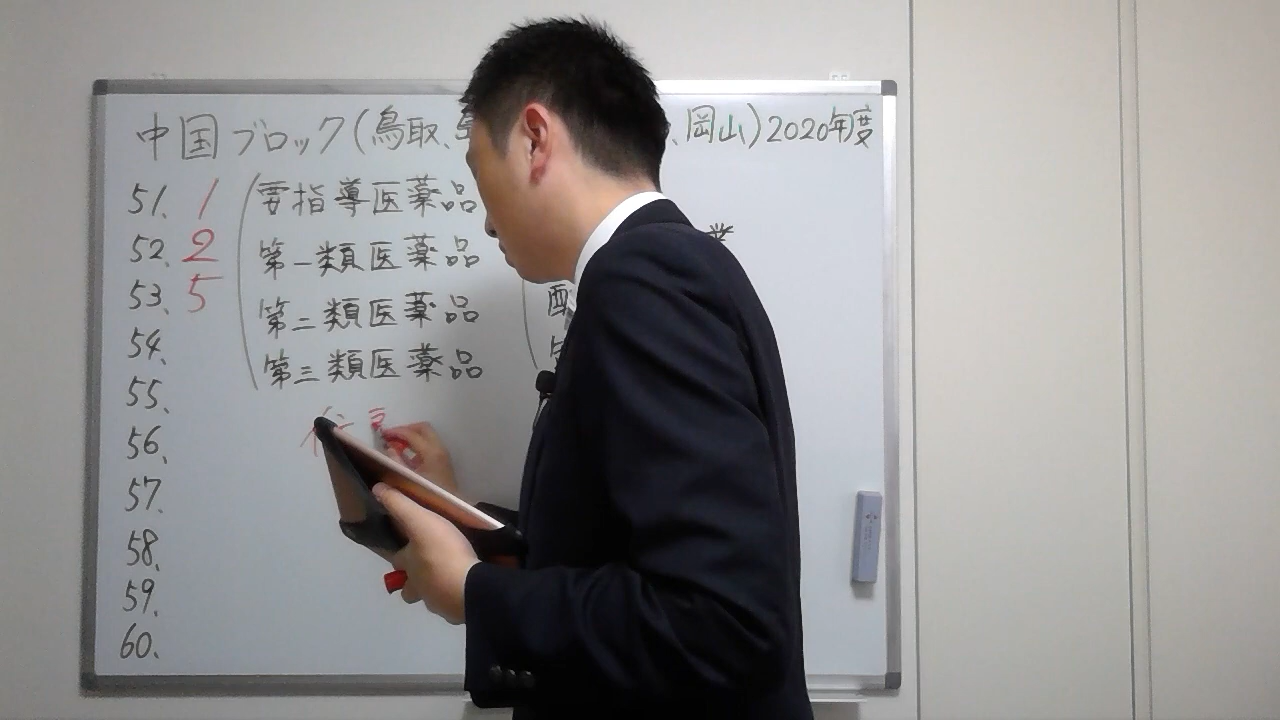 中国ブロック(鳥取、 、岡山)2020年度
51. 1 要指導医薬品
52. 2 第一類医薬品 業
53. 5 第二類医薬品 配
54. 第三類医薬品
55.
56.
57.
58.
59.
60.